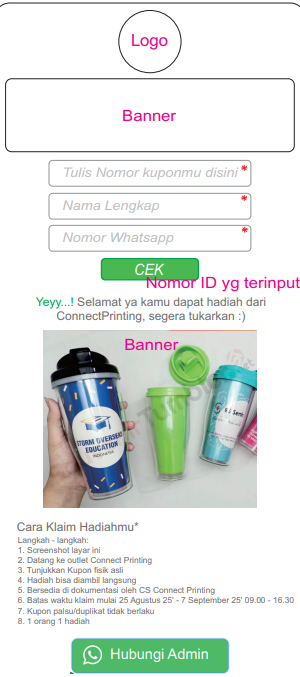 Logo
Banner
Tulis Nomor kuponmu disini *
Nama Lengkap *
Nomor Whatsapp *
CEK
Nomor ID yg terinput
Yeyy...! Selamat ya kamu dapat hadiah dari
ConnectPrinting, segera tukarkan :)
Banner
STORM OVERSEAS
EDUCATION
INDONESIA
Cara Klaim Hadiahmu*
Langkah - langkah:
1. Screenshot layar ini
2. Datang ke outlet Connect Printing
3. Tunjukkan Kupon fisik asli
4. Hadiah bisa diambil langsung
5. Bersedia di dokumentasi oleh CS Connect Printing
6. Batas waktu klaim mulai 25 Agustus 25' - 7 September 25' 09.00 - 16.30
7. Kupon palsu/duplikat tidak berlaku
8. 1 orang 1 hadiah
Hubungi Admin